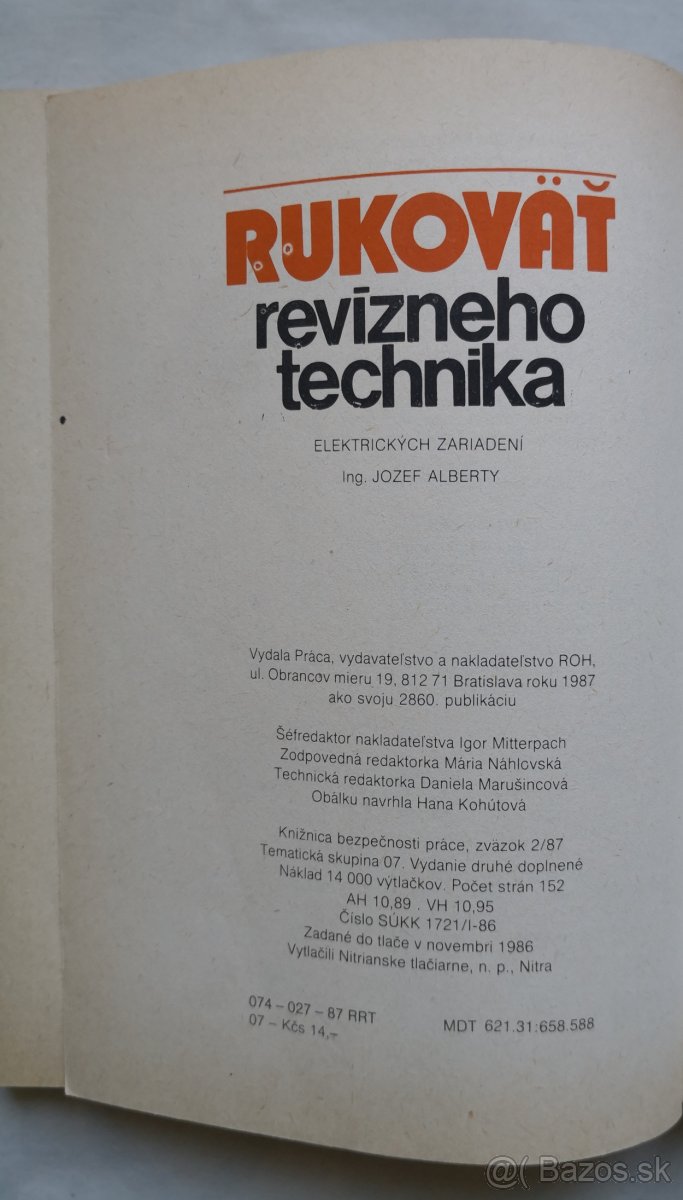 RUKOVÄŤ
revízneho
technika
ELEKTRICKÝCH ZARIADENÍ
Ing. JOZEF ALBERTY
Vydala Práca, vydavateľstvo a nakladateľstvo ROH,
ul. Obrancov mieru 19, 812 71 Bratislava roku 1987
ako svoju 2860. publikáciu
Šéfredaktor nakladateľstva Igor Mitterpach
Zodpovedná redaktorka Mária Náhlovská
Technická redaktorka Daniela Marušincová
Obálku navrhla Hana Kohútová
Knižnica bezpečnosti práce, zväzok 2/87
Tematická skupina 07. Vydanie druhé doplnené
Náklad 14 000 výtlačkov. Počet strán 152
AH 10,89 . VH 10,95
Číslo SÚKK 1721/I-86
Zadané do tlače v novembri 1986
Vytlačili Nitrianske tlačiarne, n. p., Nitra
074 – 027 – 87 RRT
07 – Kčs 14,–
MDT 621.31:658.588
@( Bazos.sk